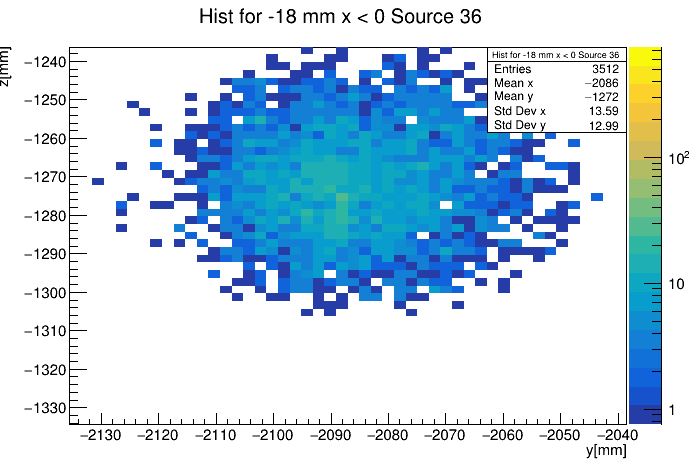 Hist for -18 mm x < 0 Source 36
z[mm]
Hist for -18 mm x < 0 Source 36
Entries 3512
Mean x −2086
Mean y −1272
Std Dev x 13.59
Std Dev y 12.99
−1240
−1250
−1260
−1270
−1280
−1290
−1300
−1310
−1320
−1330
10²
10
1
−2130 −2120 −2110 −2100 −2090 −2080 −2070 −2060 −2050 −2040
y[mm]